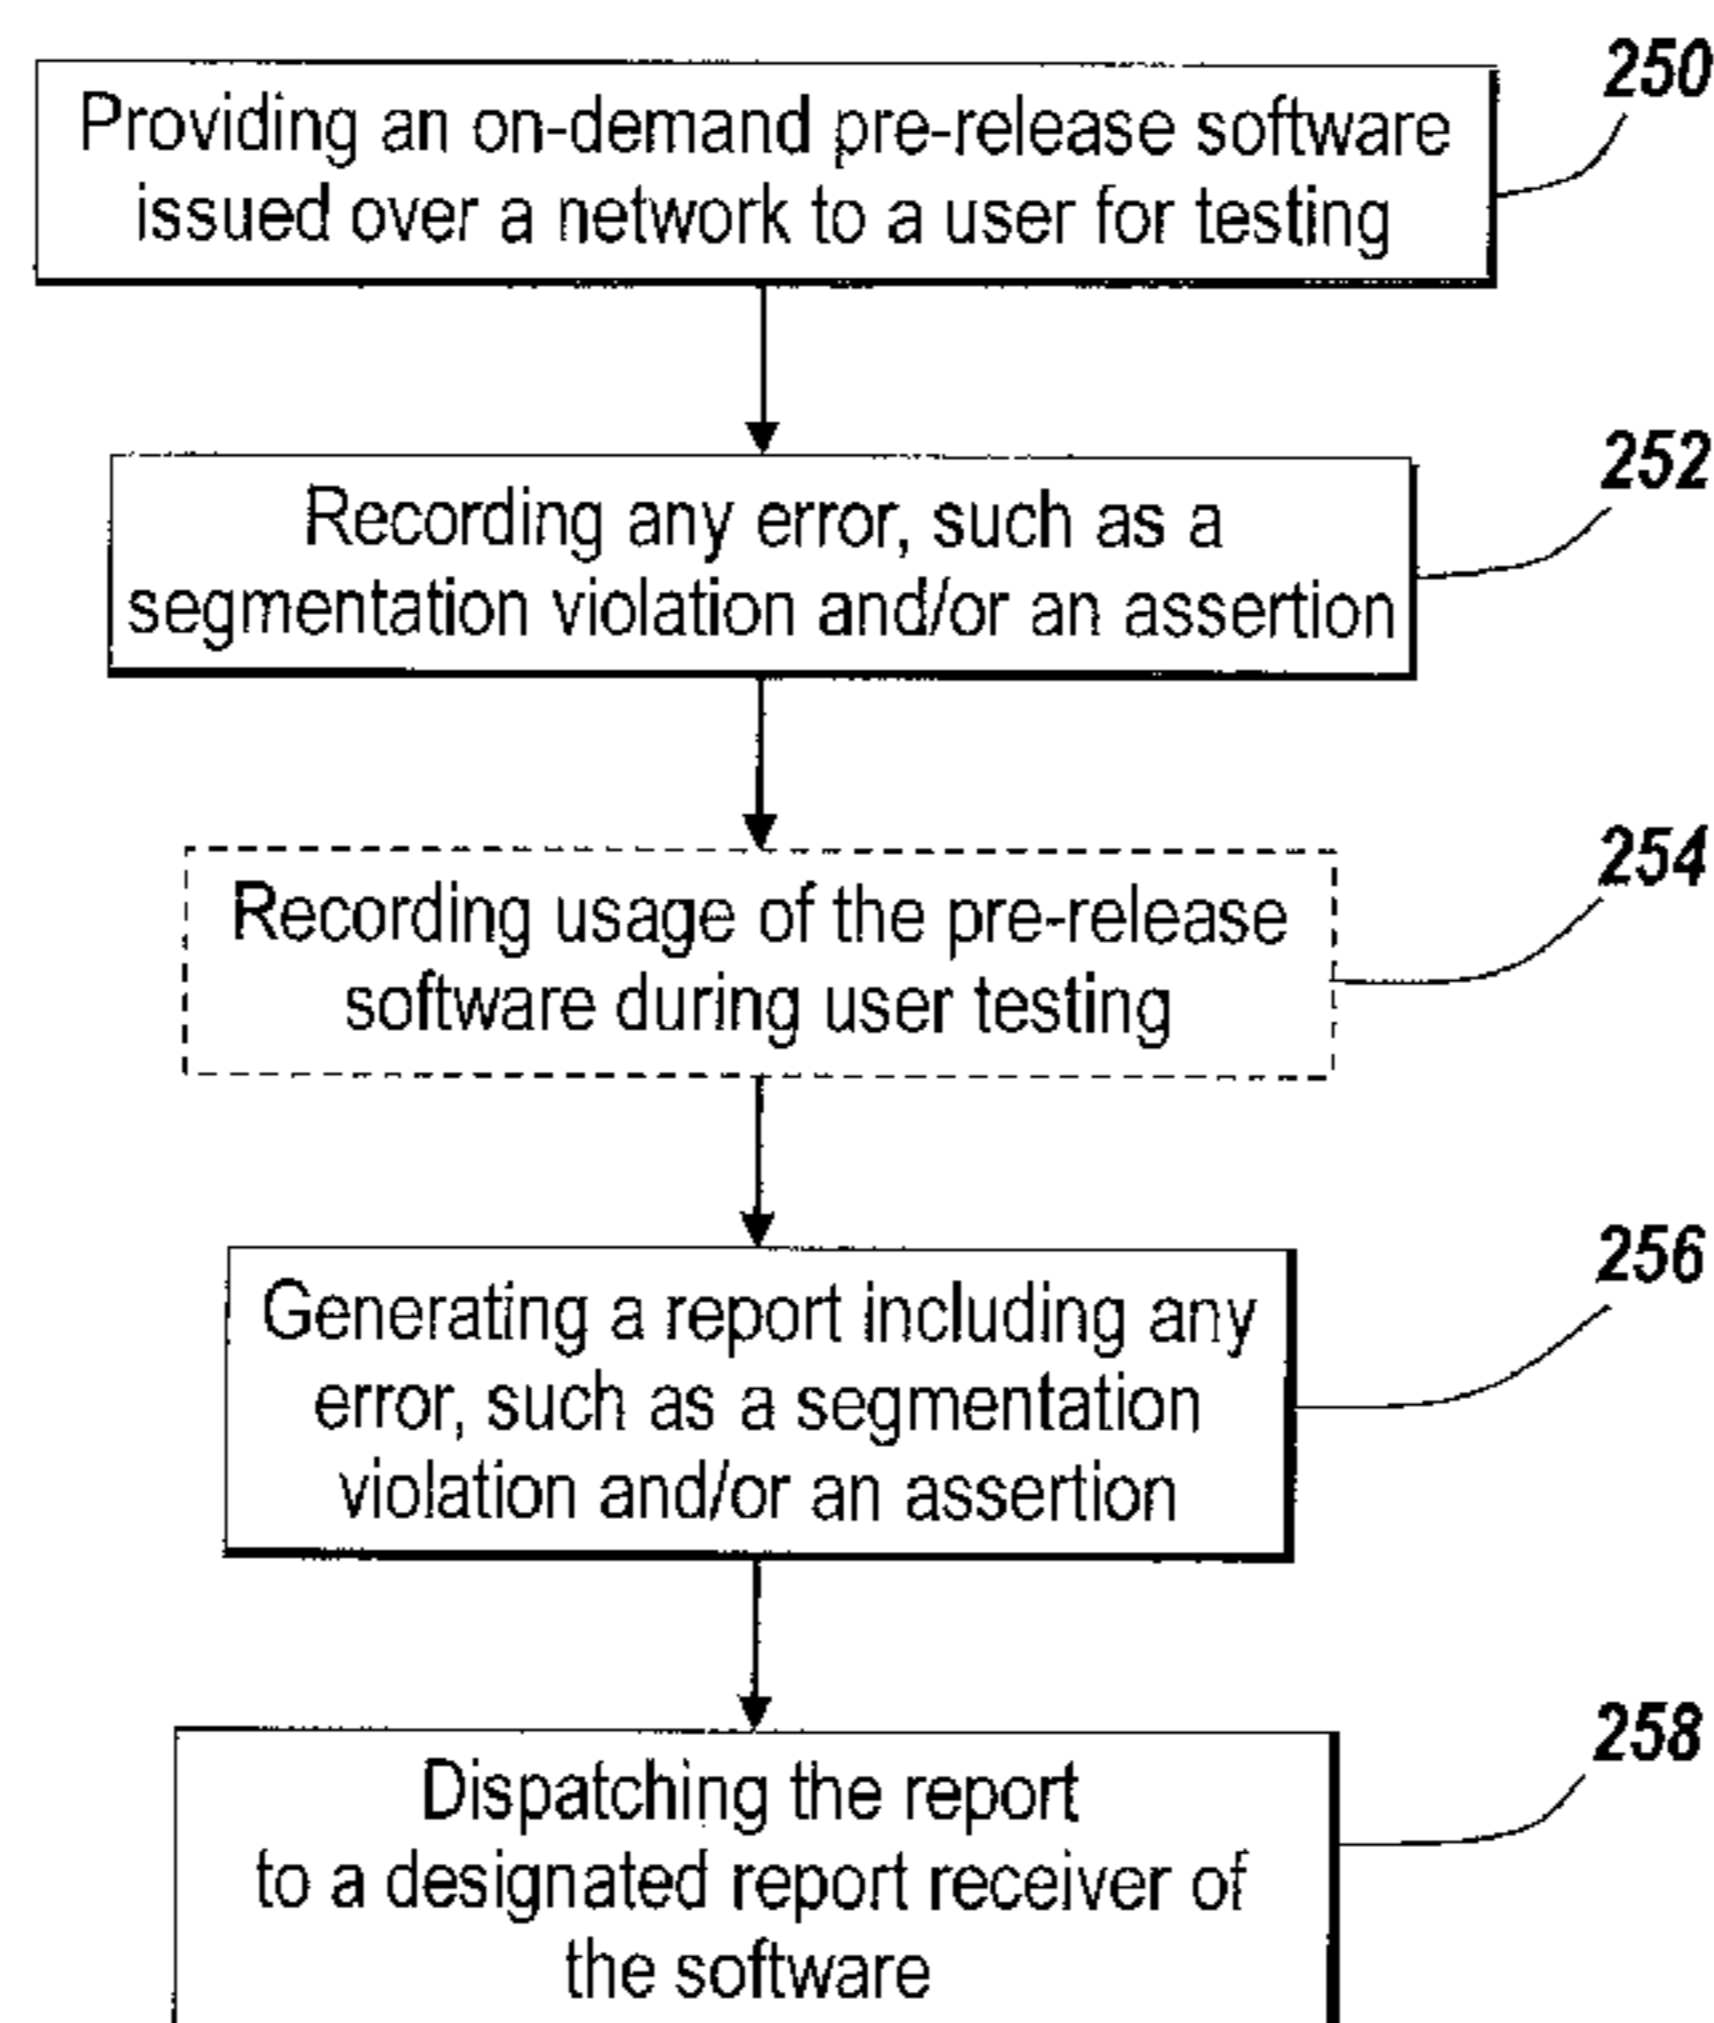 250
Providing an on-demand pre-release software
issued over a network to a user for testing
252
Recording any error, such as a
segmentation violation and/or an assertion
254
Recording usage of the pre-release
software during user testing
256
Generating a report including any
error, such as a segmentation
violation and/or an assertion
258
Dispatching the report
to a designated report receiver of
the software